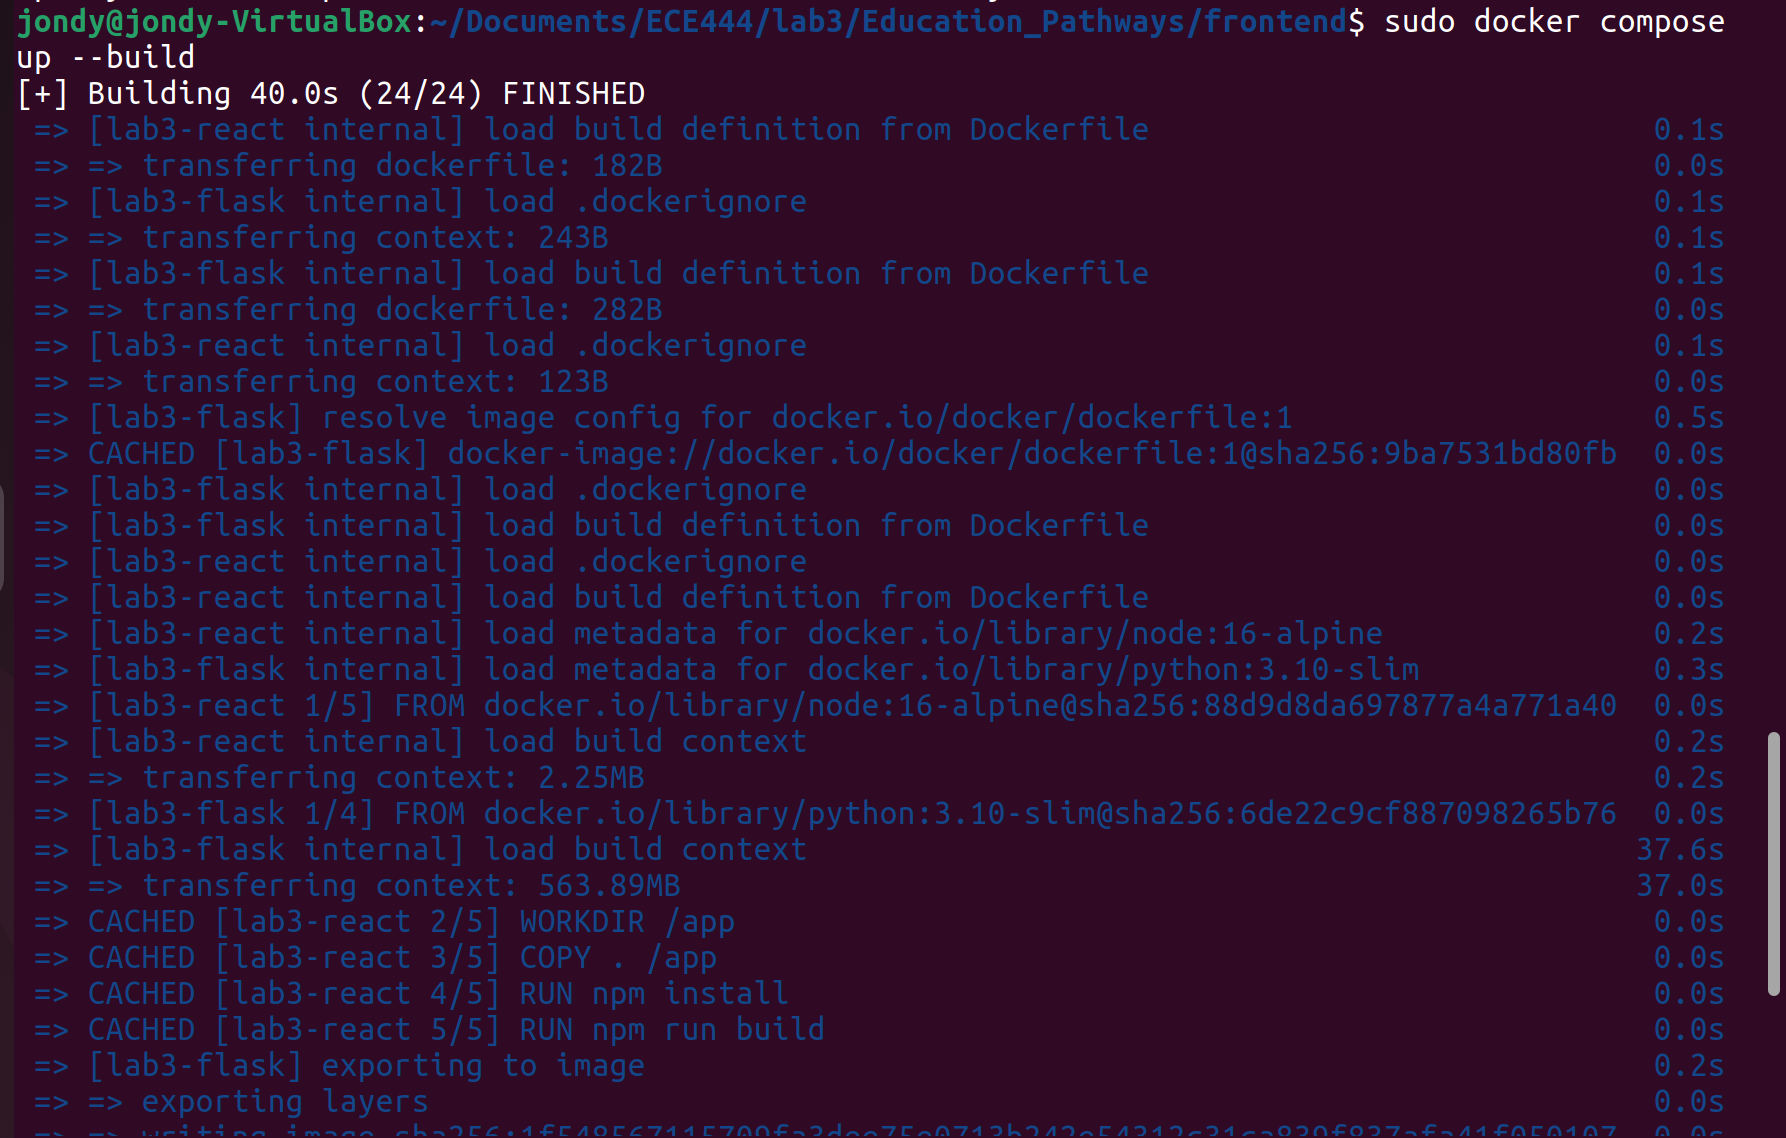 jondy@jondy-VirtualBox:~/Documents/ECE444/lab3/Education_Pathways/frontend$ sudo docker compose
up --build
[+] Building 40.0s (24/24) FINISHED
=> [lab3-react internal] load build definition from Dockerfile 0.1s
=> => transferring dockerfile: 182B 0.0s
=> [lab3-flask internal] load .dockerignore 0.1s
=> => transferring context: 243B 0.1s
=> [lab3-flask internal] load build definition from Dockerfile 0.1s
=> => transferring dockerfile: 282B 0.0s
=> [lab3-react internal] load .dockerignore 0.1s
=> => transferring context: 123B 0.0s
=> [lab3-flask] resolve image config for docker.io/docker/dockerfile:1 0.5s
=> CACHED [lab3-flask] docker-image://docker.io/docker/dockerfile:1@sha256:9ba7531bd80fb 0.0s
=> [lab3-flask internal] load .dockerignore 0.0s
=> [lab3-flask internal] load build definition from Dockerfile 0.0s
=> [lab3-react internal] load .dockerignore 0.0s
=> [lab3-react internal] load build definition from Dockerfile 0.0s
=> [lab3-react internal] load metadata for docker.io/library/node:16-alpine 0.2s
=> [lab3-flask internal] load metadata for docker.io/library/python:3.10-slim 0.3s
=> [lab3-react 1/5] FROM docker.io/library/node:16-alpine@sha256:88d9d8da697877a4a771a40 0.0s
=> [lab3-react internal] load build context 0.2s
=> => transferring context: 2.25MB 0.2s
=> [lab3-flask 1/4] FROM docker.io/library/python:3.10-slim@sha256:6de22c9cf887098265b76 0.0s
=> [lab3-flask internal] load build context 37.6s
=> => transferring context: 563.89MB 37.0s
=> CACHED [lab3-react 2/5] WORKDIR /app 0.0s
=> CACHED [lab3-react 3/5] COPY . /app 0.0s
=> CACHED [lab3-react 4/5] RUN npm install 0.0s
=> CACHED [lab3-react 5/5] RUN npm run build 0.0s
=> [lab3-flask] exporting to image 0.2s
=> => exporting layers 0.0s
=> => writing image 0.0s